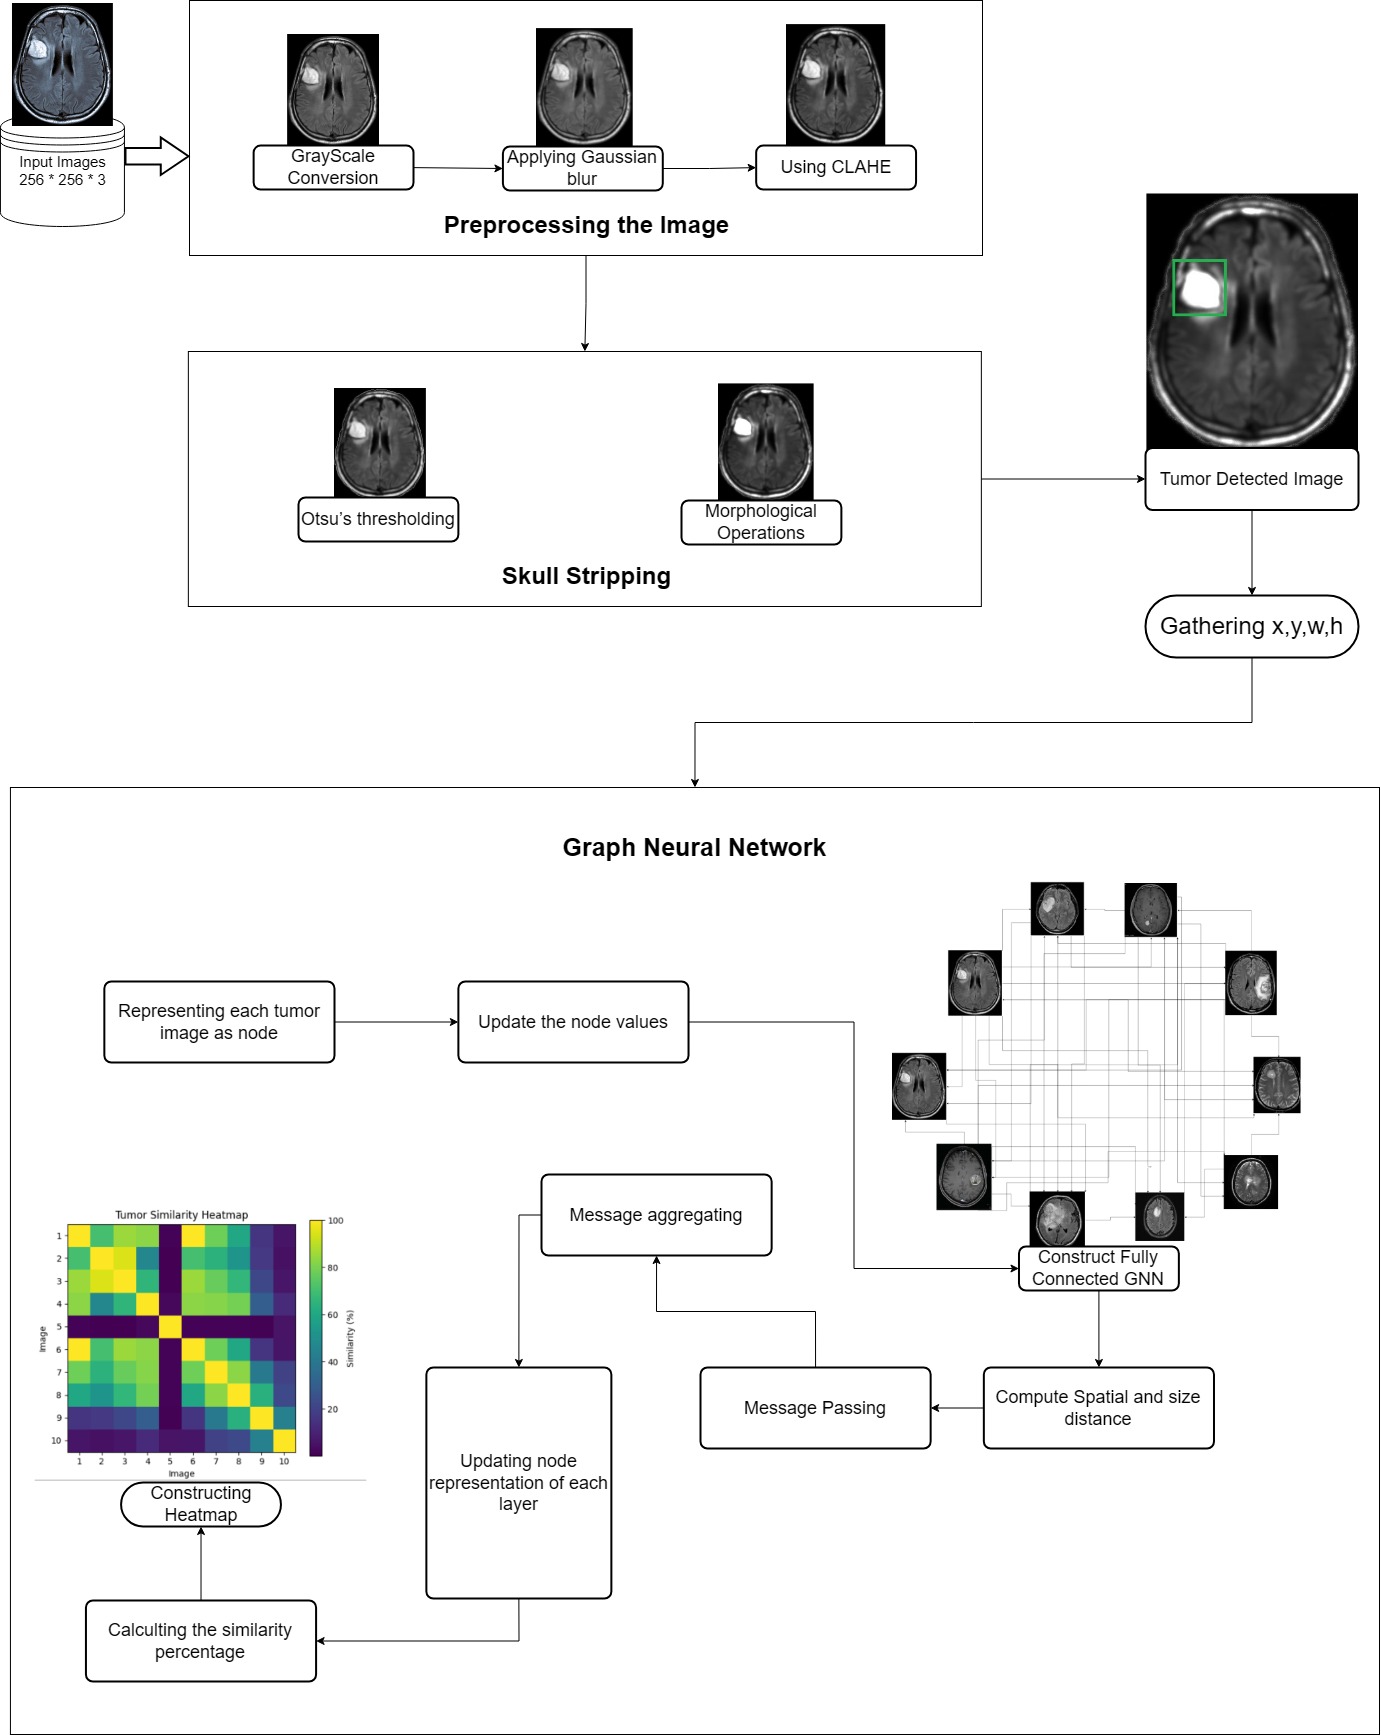 Input Images
256 * 256 * 3
GrayScale
Conversion
Applying Gaussian
blur
Using CLAHE
Preprocessing the Image
Otsu's thresholding
Morphological
Operations
Skull Stripping
Tumor Detected Image
Gathering x,y,w,h
Graph Neural Network
Representing each tumor
image as node
Update the node values
Construct Fully
Connected GNN
Compute Spatial and size
distance
Message Passing
Message aggregating
Updating node
representation of each
layer
Calculting the similarity
percentage
Tumor Similarity Heatmap
1
2
3
4
5
6
7
8
9
10
Image
1 2 3 4 5 6 7 8 9 10
Image
100
80
60
40
20
Similarity (%)
Constructing
Heatmap